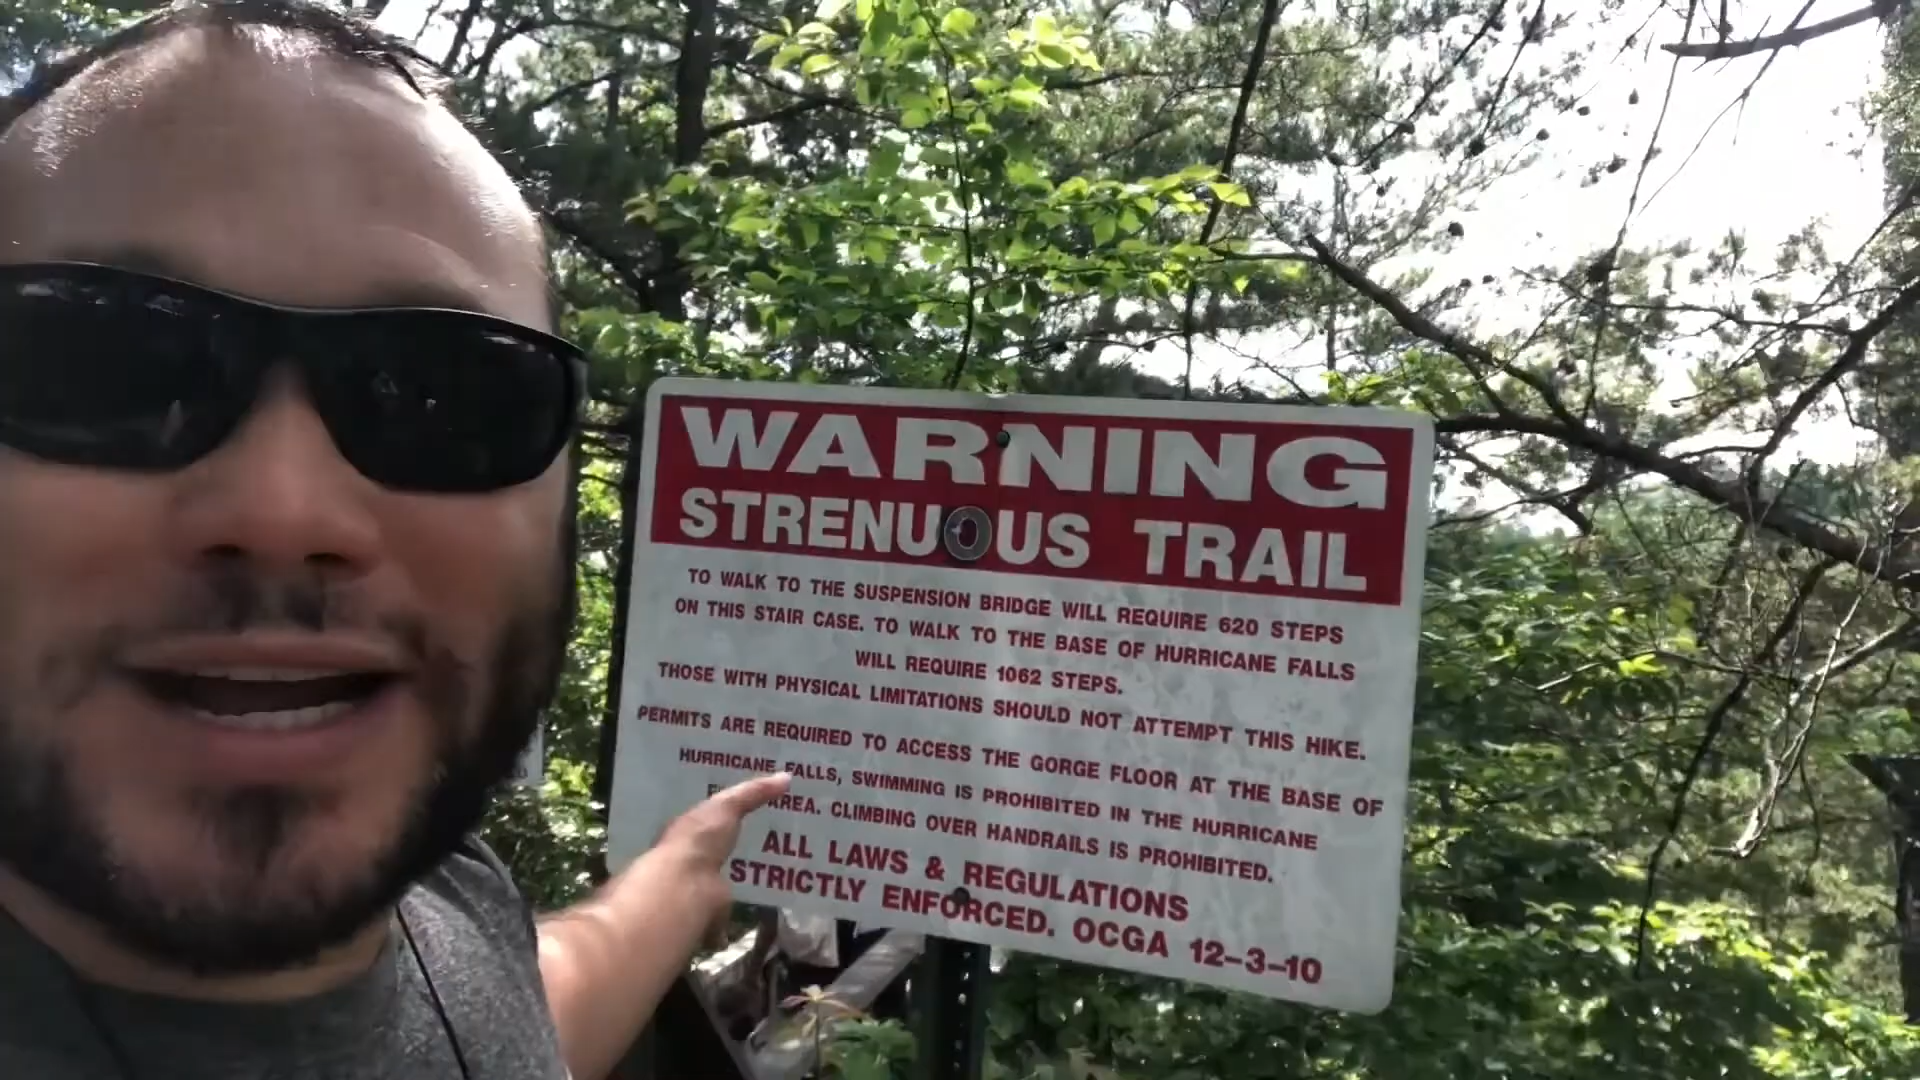 WARNING
STRENUOUS TRAIL
TO WALK TO THE SUSPENSION BRIDGE WILL REQUIRE 620 STEPS
ON THIS STAIR CASE. TO WALK TO THE BASE OF HURRICANE FALLS
WILL REQUIRE 1062 STEPS.
THOSE WITH PHYSICAL LIMITATIONS SHOULD NOT ATTEMPT THIS HIKE.
PERMITS ARE REQUIRED TO ACCESS THE GORGE FLOOR AT THE BASE OF
HURRICANE FALLS, SWIMMING IS PROHIBITED IN THE HURRICANE
AREA. CLIMBING OVER HANDRAILS IS PROHIBITED.
ALL LAWS & REGULATIONS
STRICTLY ENFORCED. OCGA 12-3-10